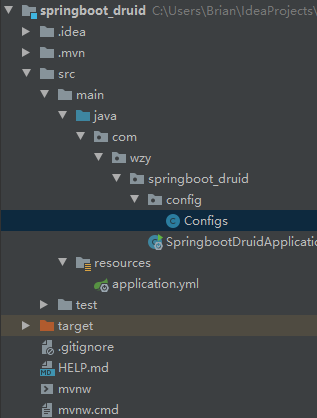 springboot_druid C:\Users\Brian\IdeaProjects\
.idea
.mvn
src
main
java
com
wzy
springboot_druid
config
Configs
SpringbootDruidApplicatio
resources
application.yml
test
target
.gitignore
HELP.md
mvnw
mvnw.cmd